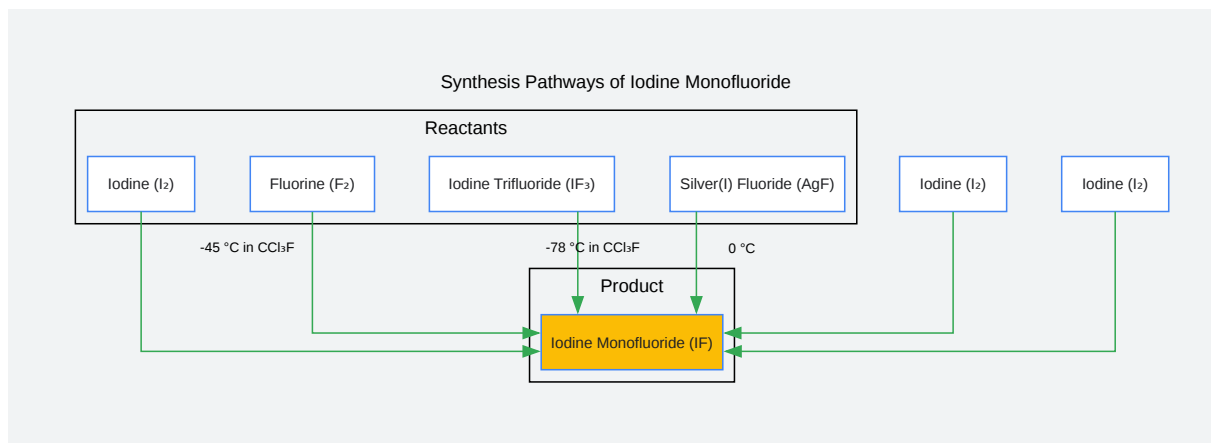 Synthesis Pathways of Iodine Monofluoride
Reactants
Iodine (I₂)
Fluorine (F₂)
Iodine Trifluoride (IF₃)
Silver(I) Fluoride (AgF)
Iodine (I₂)
Iodine (I₂)
-45 °C in CCl₃F
-78 °C in CCl₃F
0 °C
Product
Iodine Monofluoride (IF)